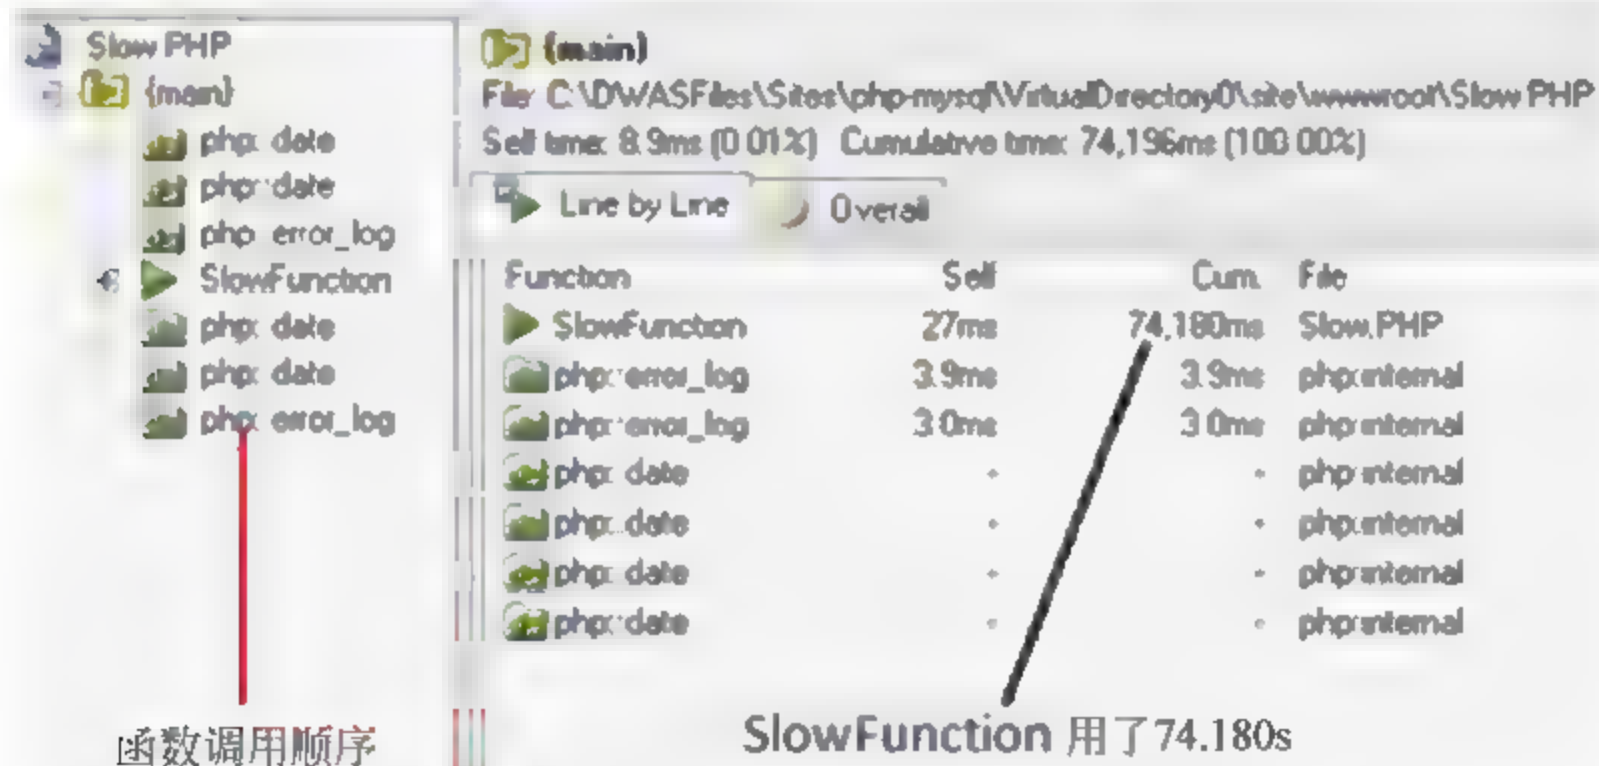 Slow PHP
{main}
php::date
php::date
php::error_log
SlowFunction
php::date
php::date
php::error_log
函数调用顺序
{main}
File: C:\DWASFiles\Sites\php-mysql\VirtualDirectory0\site\wwwroot\Slow.PHP
Self time: 8.9ms (0.01%) Cumulative time: 74,196ms (100.00%)
Line by Line Overall
Function Self Cum. File
SlowFunction 27ms 74,180ms Slow.PHP
php::error_log 3.9ms 3.9ms php:internal
php::error_log 3.0ms 3.0ms php:internal
php::date - - php:internal
php::date - - php:internal
php::date - - php:internal
php::date - - php:internal
SlowFunction 用了74.180s